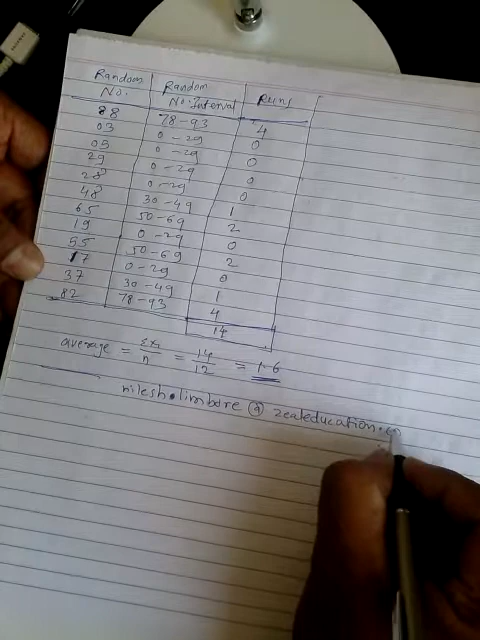 Random No. | Random No. Interval | Runs
88 | 78-93 | 4
03 | 0-29 | 0
05 | 0-29 | 0
29 | 0-29 | 0
28 | 0-29 | 0
48 | 30-49 | 1
65 | 50-69 | 2
19 | 0-29 | 0
55 | 50-69 | 2
17 | 0-29 | 0
37 | 30-49 | 1
82 | 78-93 | 4
14
average = Σx/n = 14/12 = 1.6
nilesh.limbore @ zealeducation.